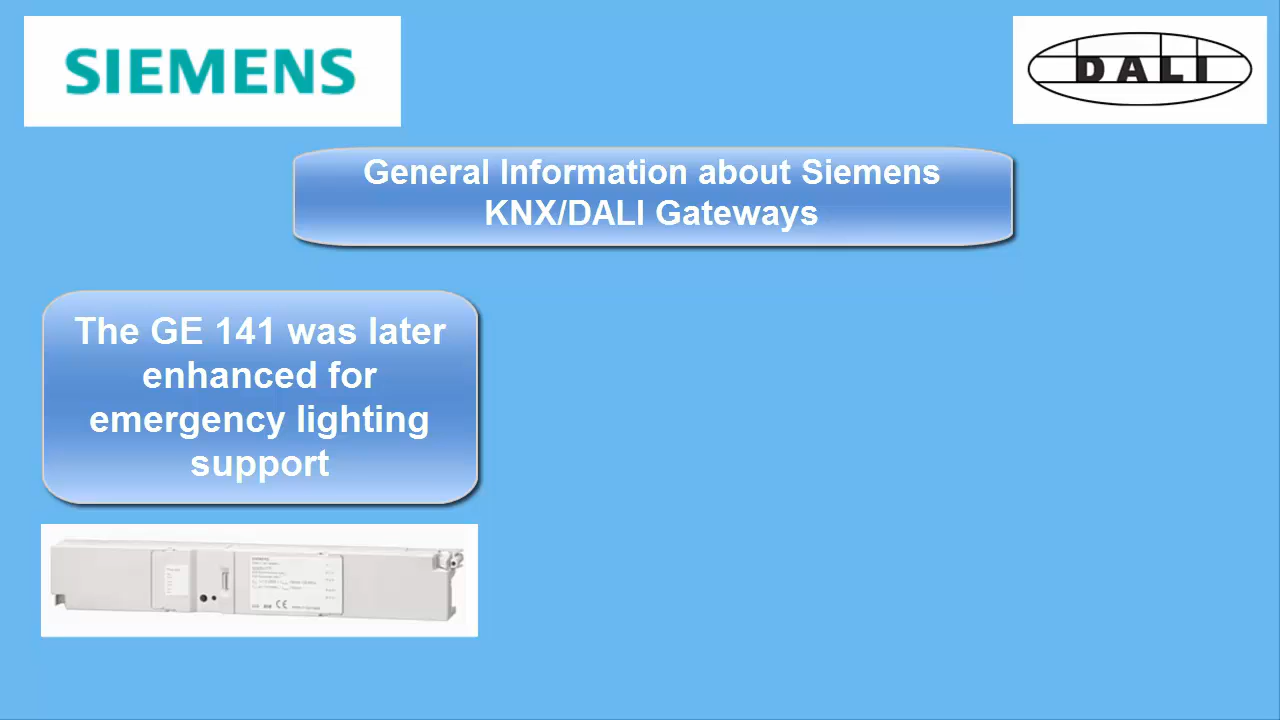 SIEMENS
DALI
General Information about Siemens
KNX/DALI Gateways
The GE 141 was later
enhanced for
emergency lighting
support
SIEMENS